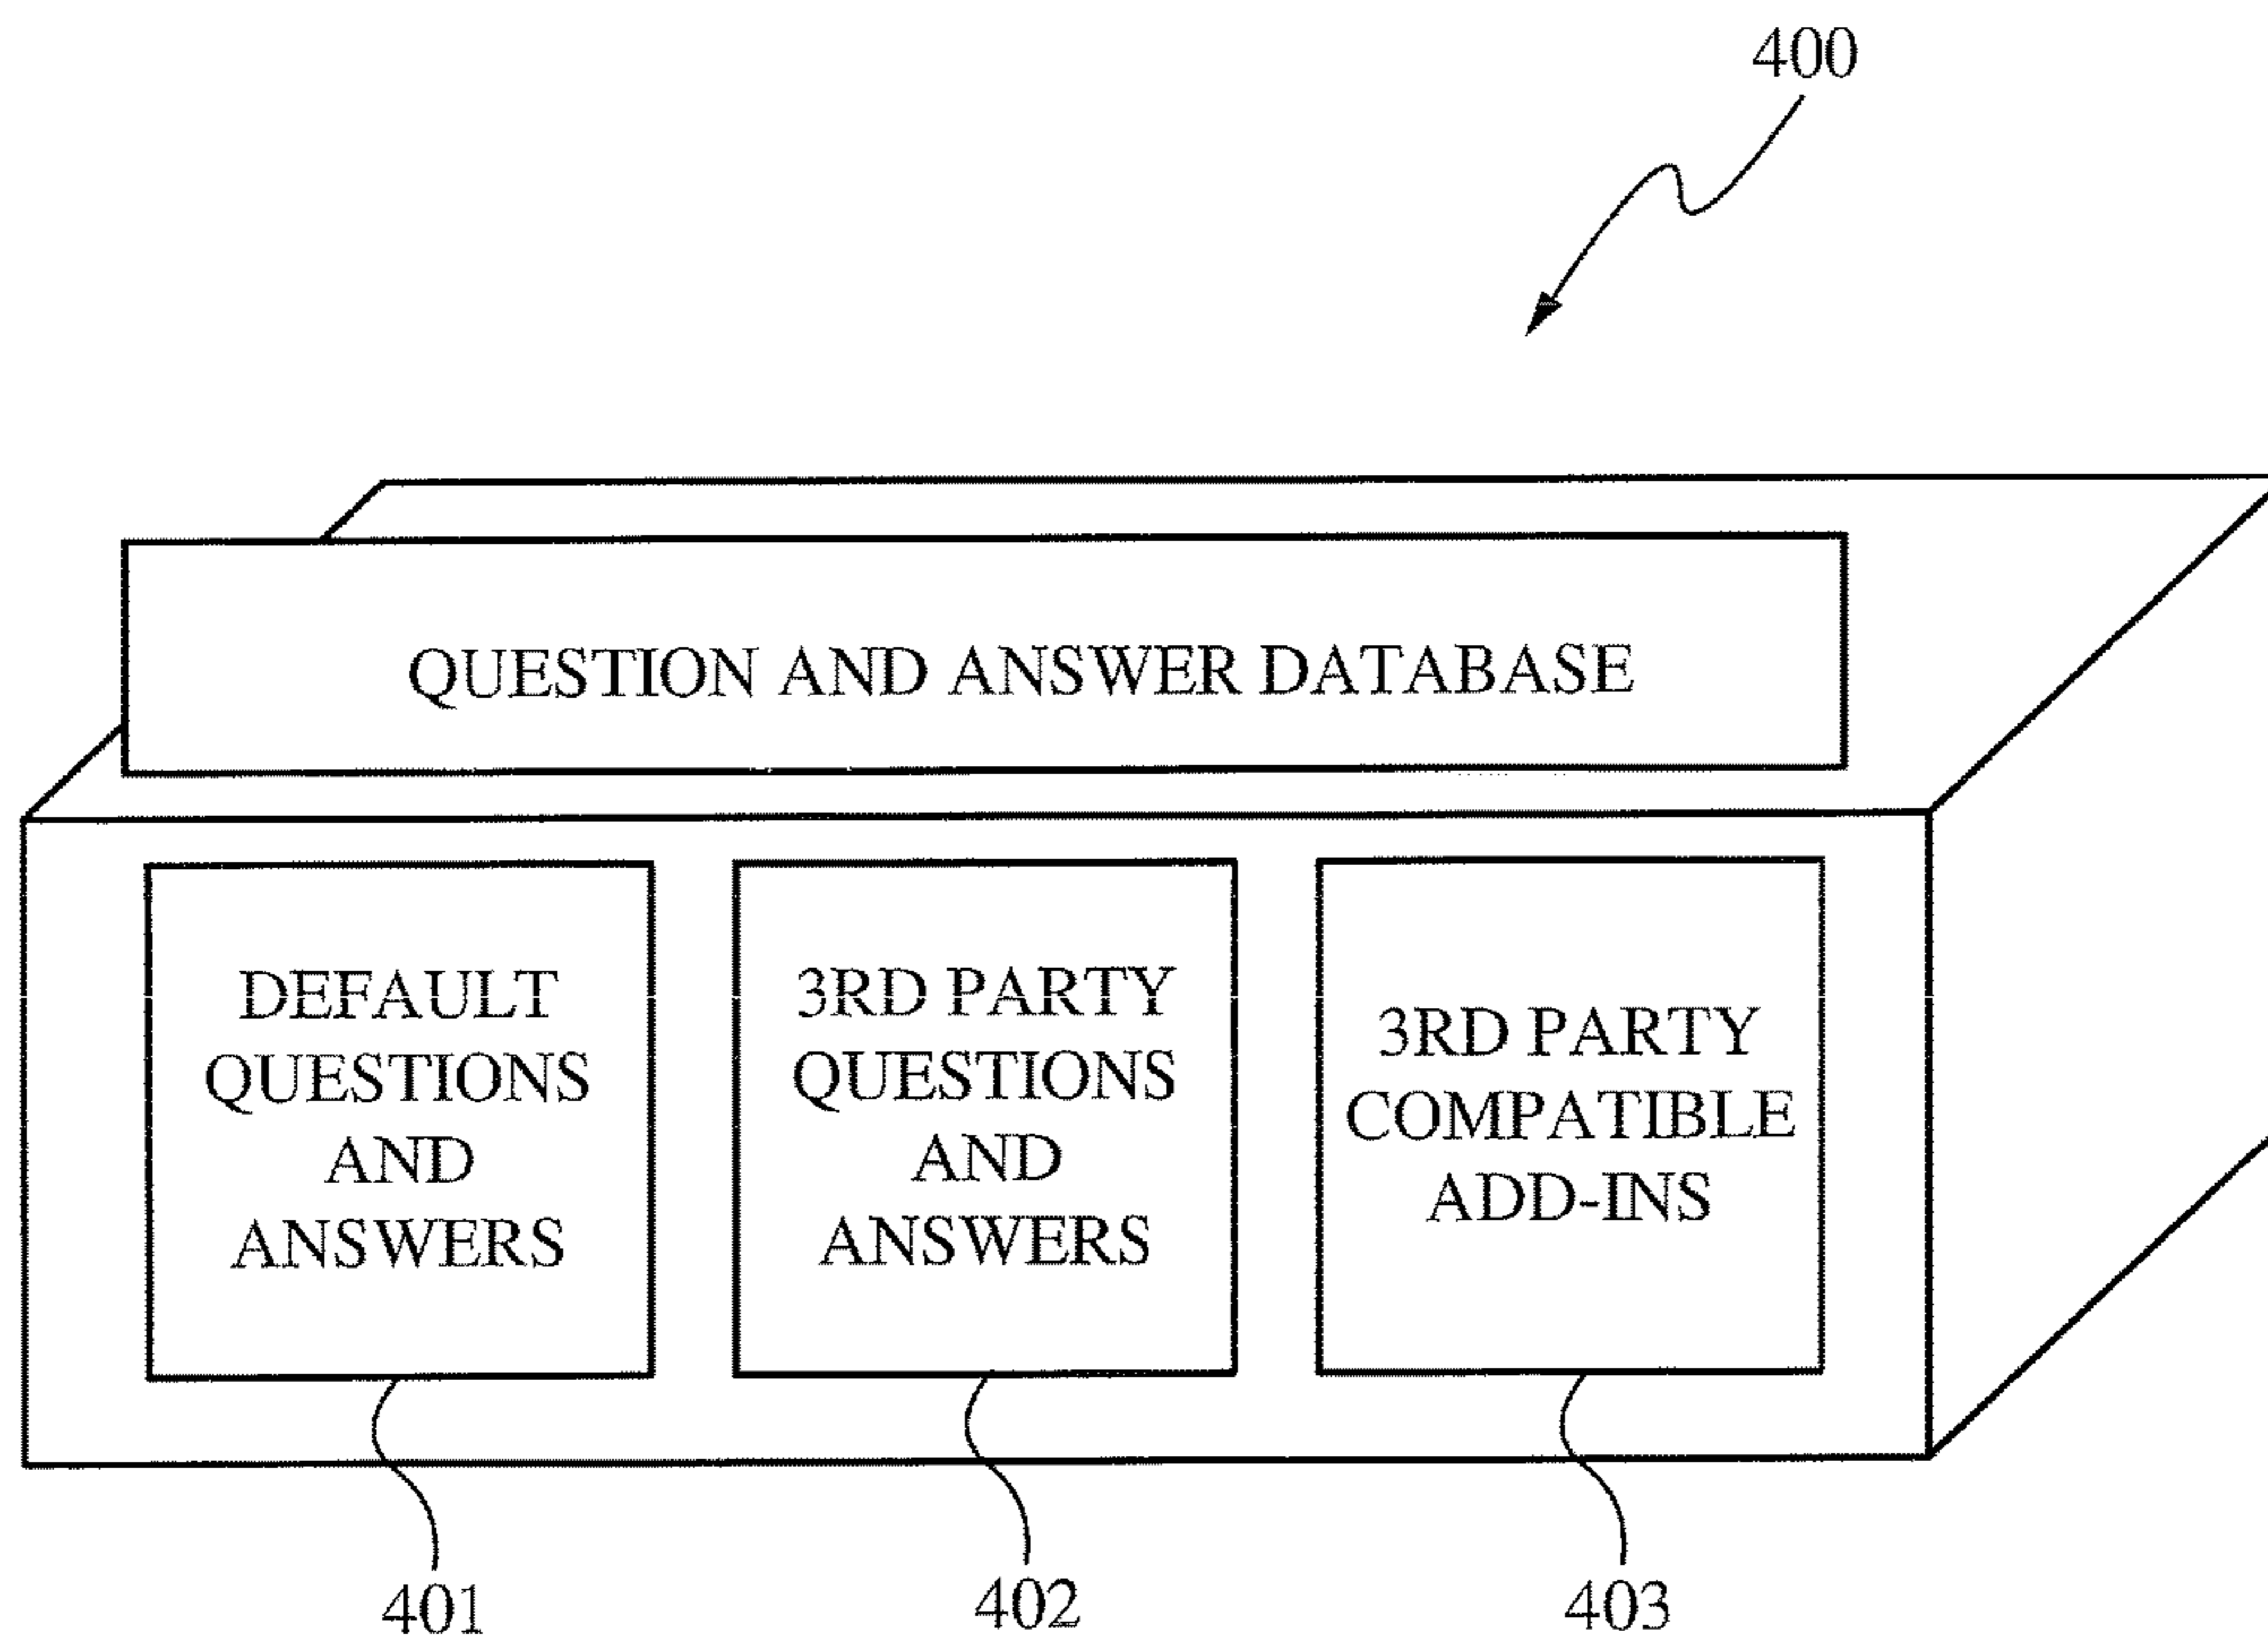 400
QUESTION AND ANSWER DATABASE
DEFAULT
QUESTIONS
AND
ANSWERS
3RD PARTY
QUESTIONS
AND
ANSWERS
3RD PARTY
COMPATIBLE
ADD-INS
401
402
403